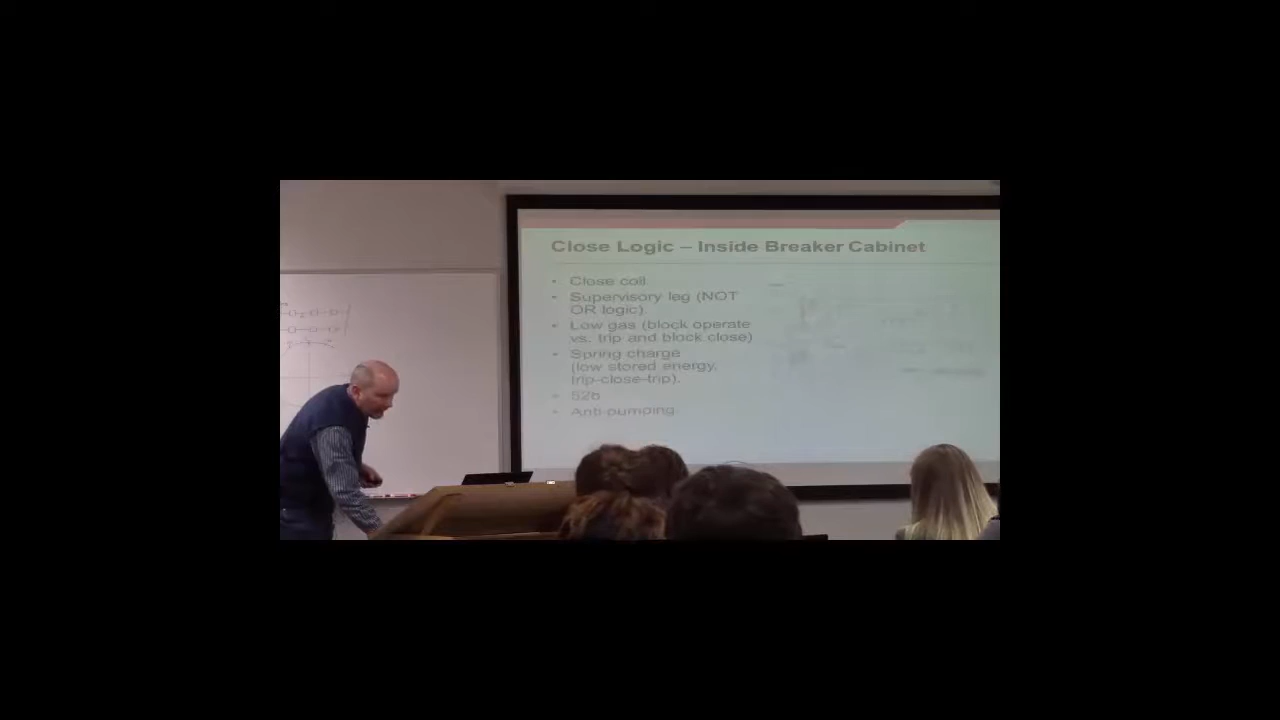 Close Logic – Inside Breaker Cabinet
• Close coil.
• Supervisory leg (NOT
OR logic).
• Low gas (block operate
vs. trip and block close)
• Spring charge
(low stored energy,
trip-close-trip).
• 52b
• Anti-pumping.